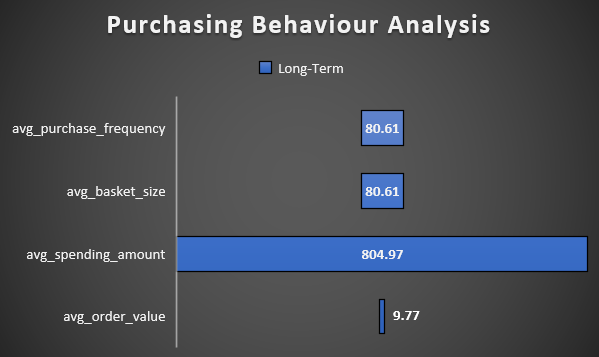 Purchasing Behaviour Analysis
Long-Term
avg_purchase_frequency 80.61
avg_basket_size 80.61
avg_spending_amount 804.97
avg_order_value 9.77